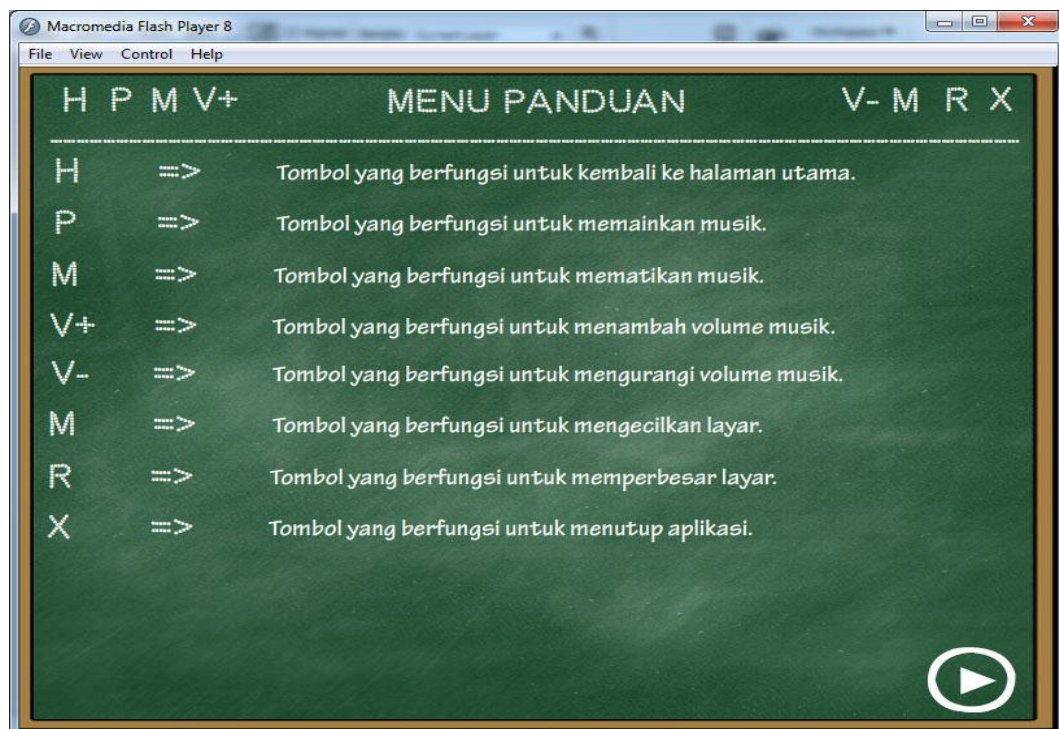 Macromedia Flash Player 8
File View Control Help
H P M V+ MENU PANDUAN V- M R X
H => Tombol yang berfungsi untuk kembali ke halaman utama.
P => Tombol yang berfungsi untuk memainkan musik.
M => Tombol yang berfungsi untuk mematikan musik.
V+ => Tombol yang berfungsi untuk menambah volume musik.
V- => Tombol yang berfungsi untuk mengurangi volume musik.
M => Tombol yang berfungsi untuk mengecilkan layar.
R => Tombol yang berfungsi untuk memperbesar layar.
X => Tombol yang berfungsi untuk menutup aplikasi.